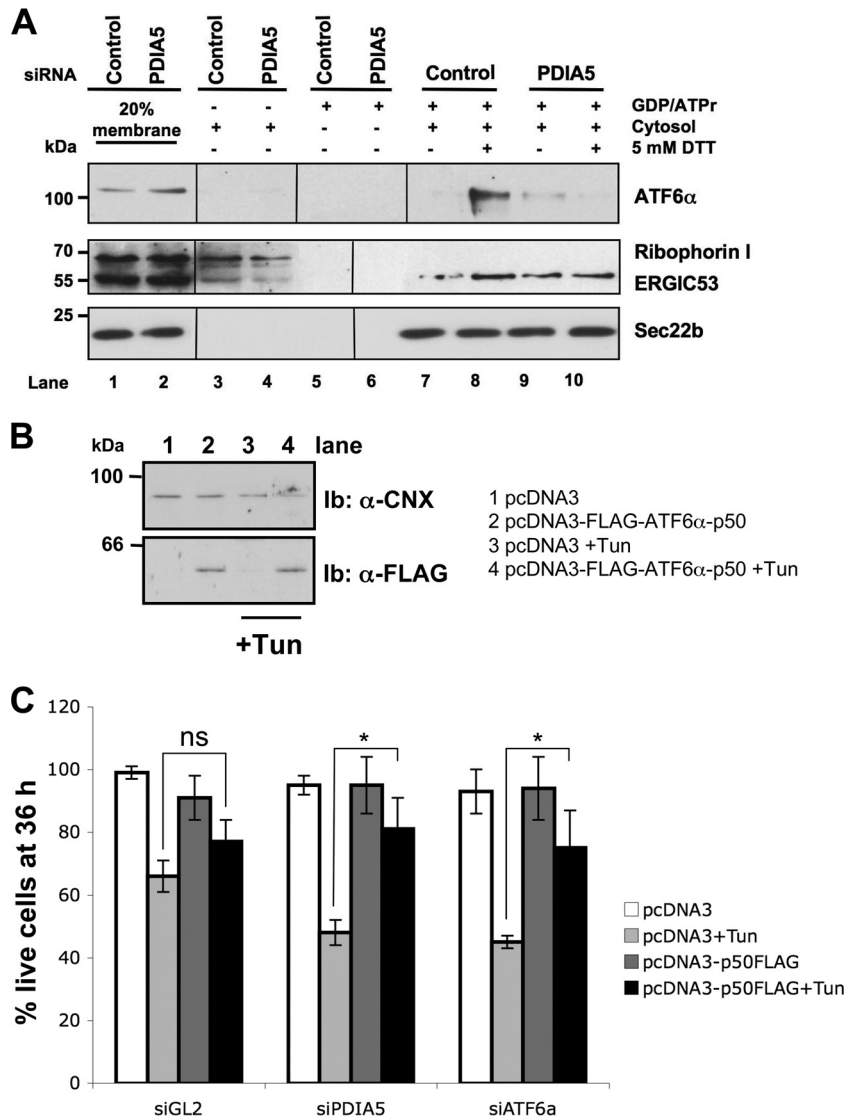 A
siRNA Control PDIA5 Control PDIA5 Control PDIA5 Control PDIA5
20% membrane - - + + + + + + GDP/ATPr
+ + - - + + + + Cytosol
kDa - - - - - + - + 5 mM DTT
100 ATF6α
70 Ribophorin I
55 ERGIC53
25 Sec22b
Lane 1 2 3 4 5 6 7 8 9 10
B
kDa 1 2 3 4 lane
100 Ib: α-CNX
66 Ib: α-FLAG
+Tun
1 pcDNA3
2 pcDNA3-FLAG-ATF6α-p50
3 pcDNA3 +Tun
4 pcDNA3-FLAG-ATF6α-p50 +Tun
C
% live cells at 36 h
120
100
80
60
40
20
0
ns * *
siGL2 siPDIA5 siATF6a
pcDNA3
pcDNA3+Tun
pcDNA3-p50FLAG
pcDNA3-p50FLAG+Tun